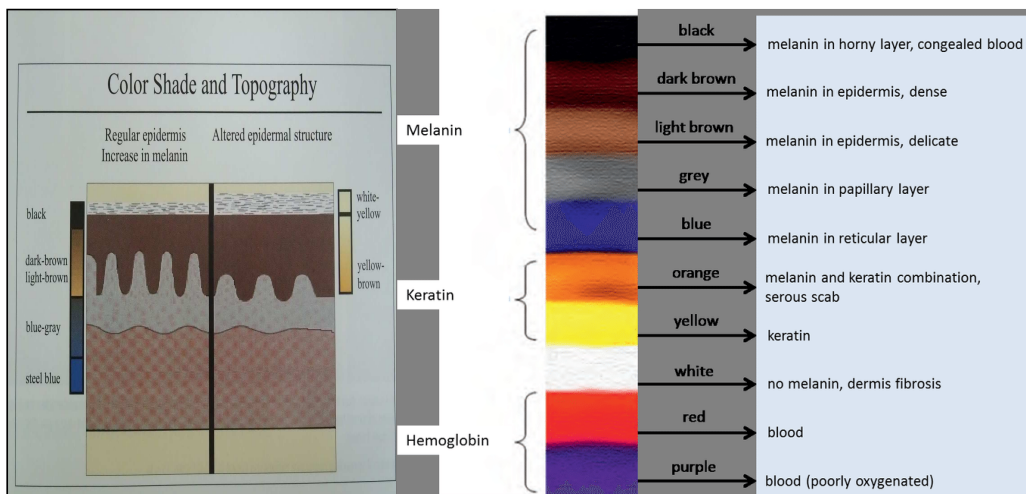 Color Shade and Topography
Regular epidermis
Increase in melanin
Altered epidermal structure
black
dark-brown
light-brown
blue-gray
steel blue
white-
yellow
yellow-
brown
Melanin
Keratin
Hemoglobin
black
melanin in horny layer, congealed blood
dark brown
melanin in epidermis, dense
light brown
melanin in epidermis, delicate
grey
melanin in papillary layer
blue
melanin in reticular layer
orange
melanin and keratin combination,
serous scab
yellow
keratin
white
no melanin, dermis fibrosis
red
blood
purple
blood (poorly oxygenated)